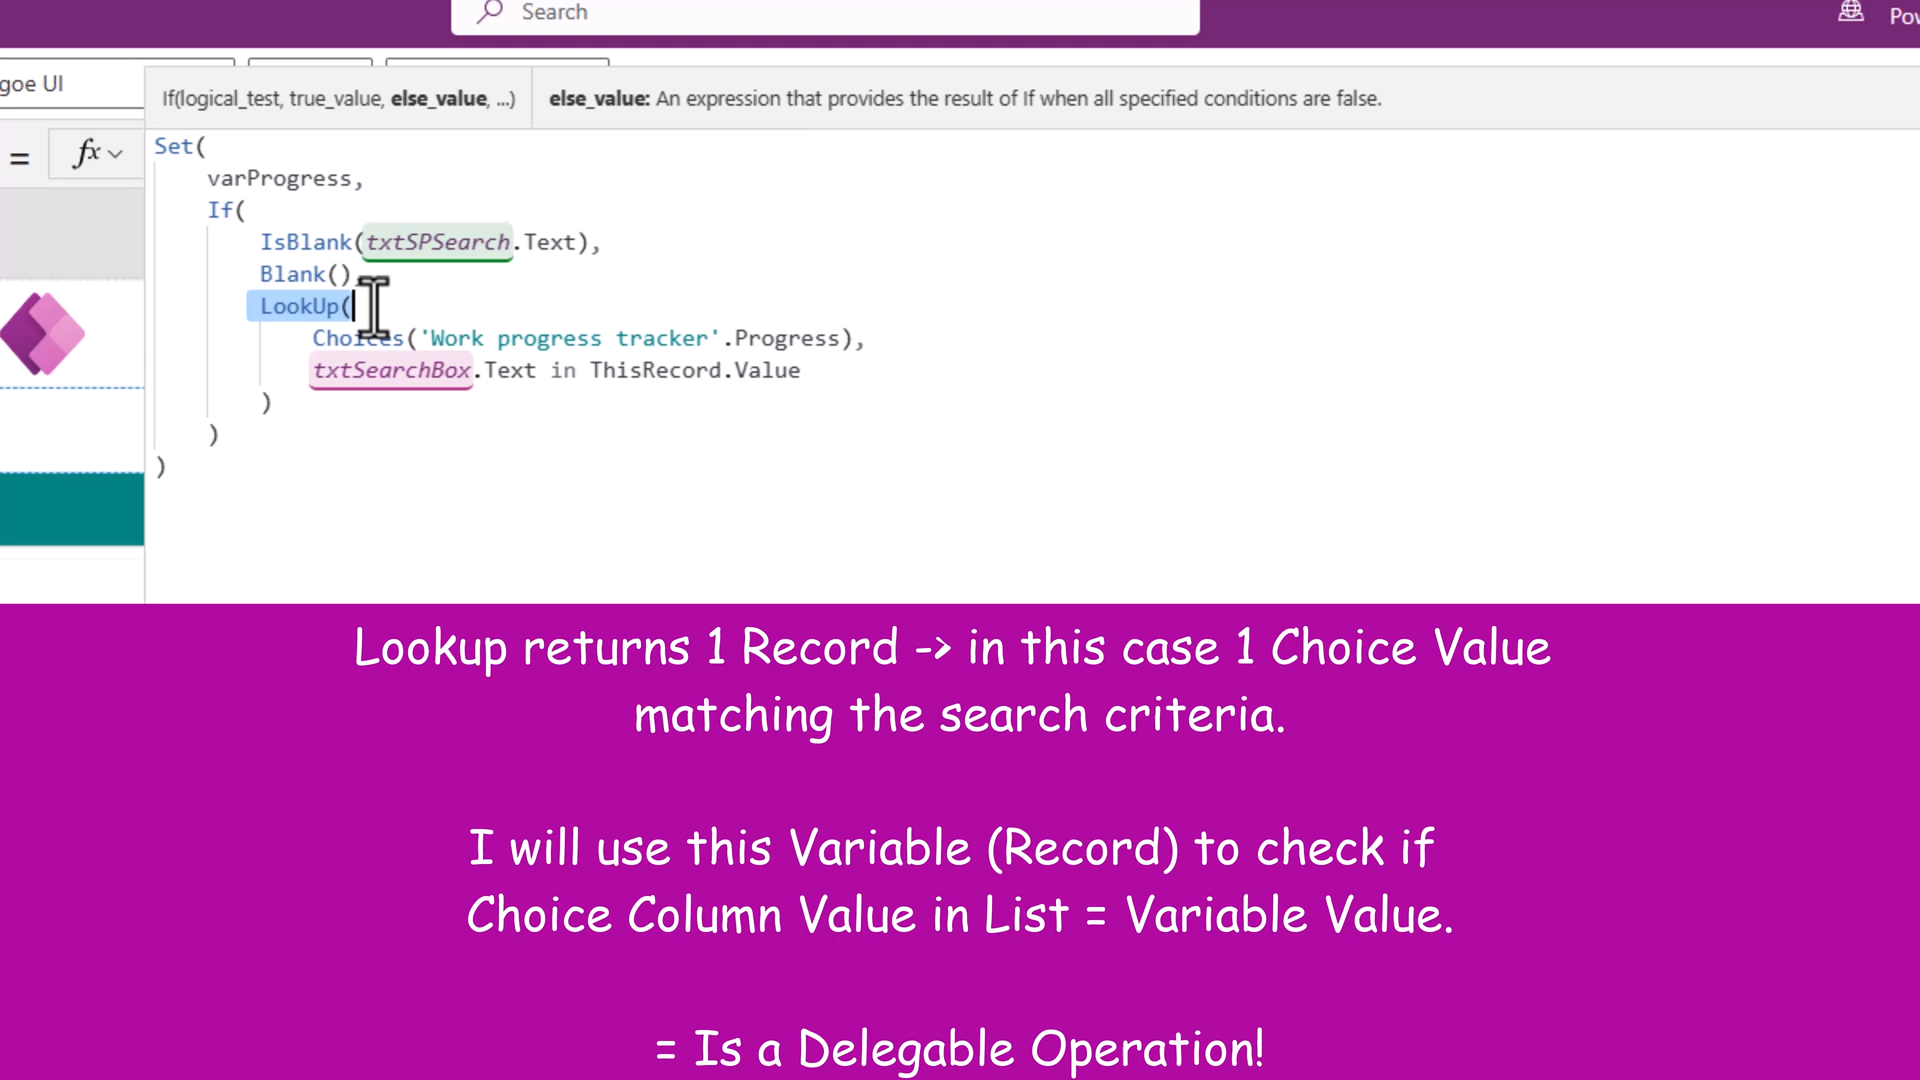 Search
Pow
goe UI
If(logical_test, true_value, else_value, ...)
else_value: An expression that provides the result of If when all specified conditions are false.
=
fx
Set(
varProgress,
If(
IsBlank(txtSPSearch.Text),
Blank(),
LookUp(
Choices('Work progress tracker'.Progress),
txtSearchBox.Text in ThisRecord.Value
)
)
)
Lookup returns 1 Record -> in this case 1 Choice Value
matching the search criteria.
I will use this Variable (Record) to check if
Choice Column Value in List = Variable Value.
= Is a Delegable Operation!